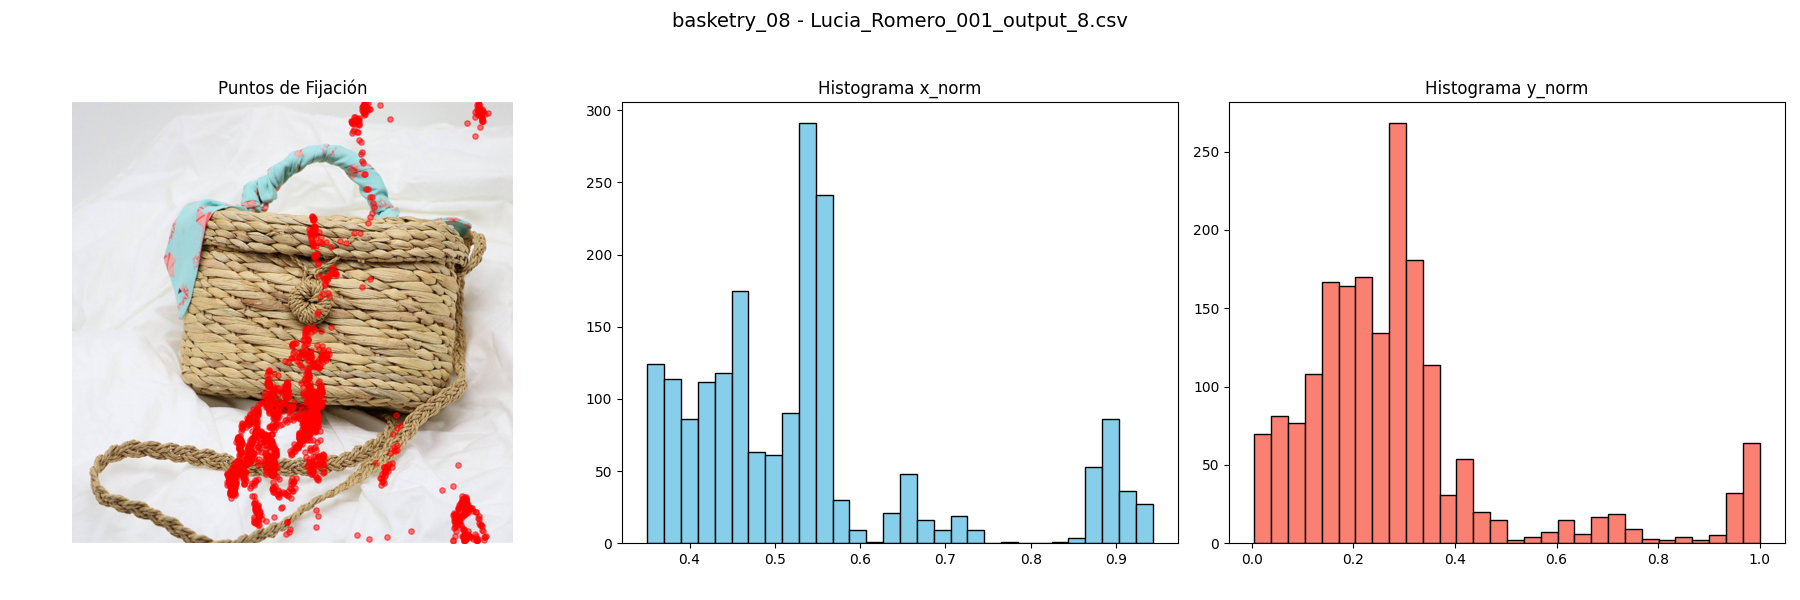 basketry_08 - Lucia_Romero_001_output_8.csv
Puntos de Fijación
Histograma x_norm
Histograma y_norm
300
250
200
150
100
50
0
0.4 0.5 0.6 0.7 0.8 0.9
250
200
150
100
50
0
0.0 0.2 0.4 0.6 0.8 1.0